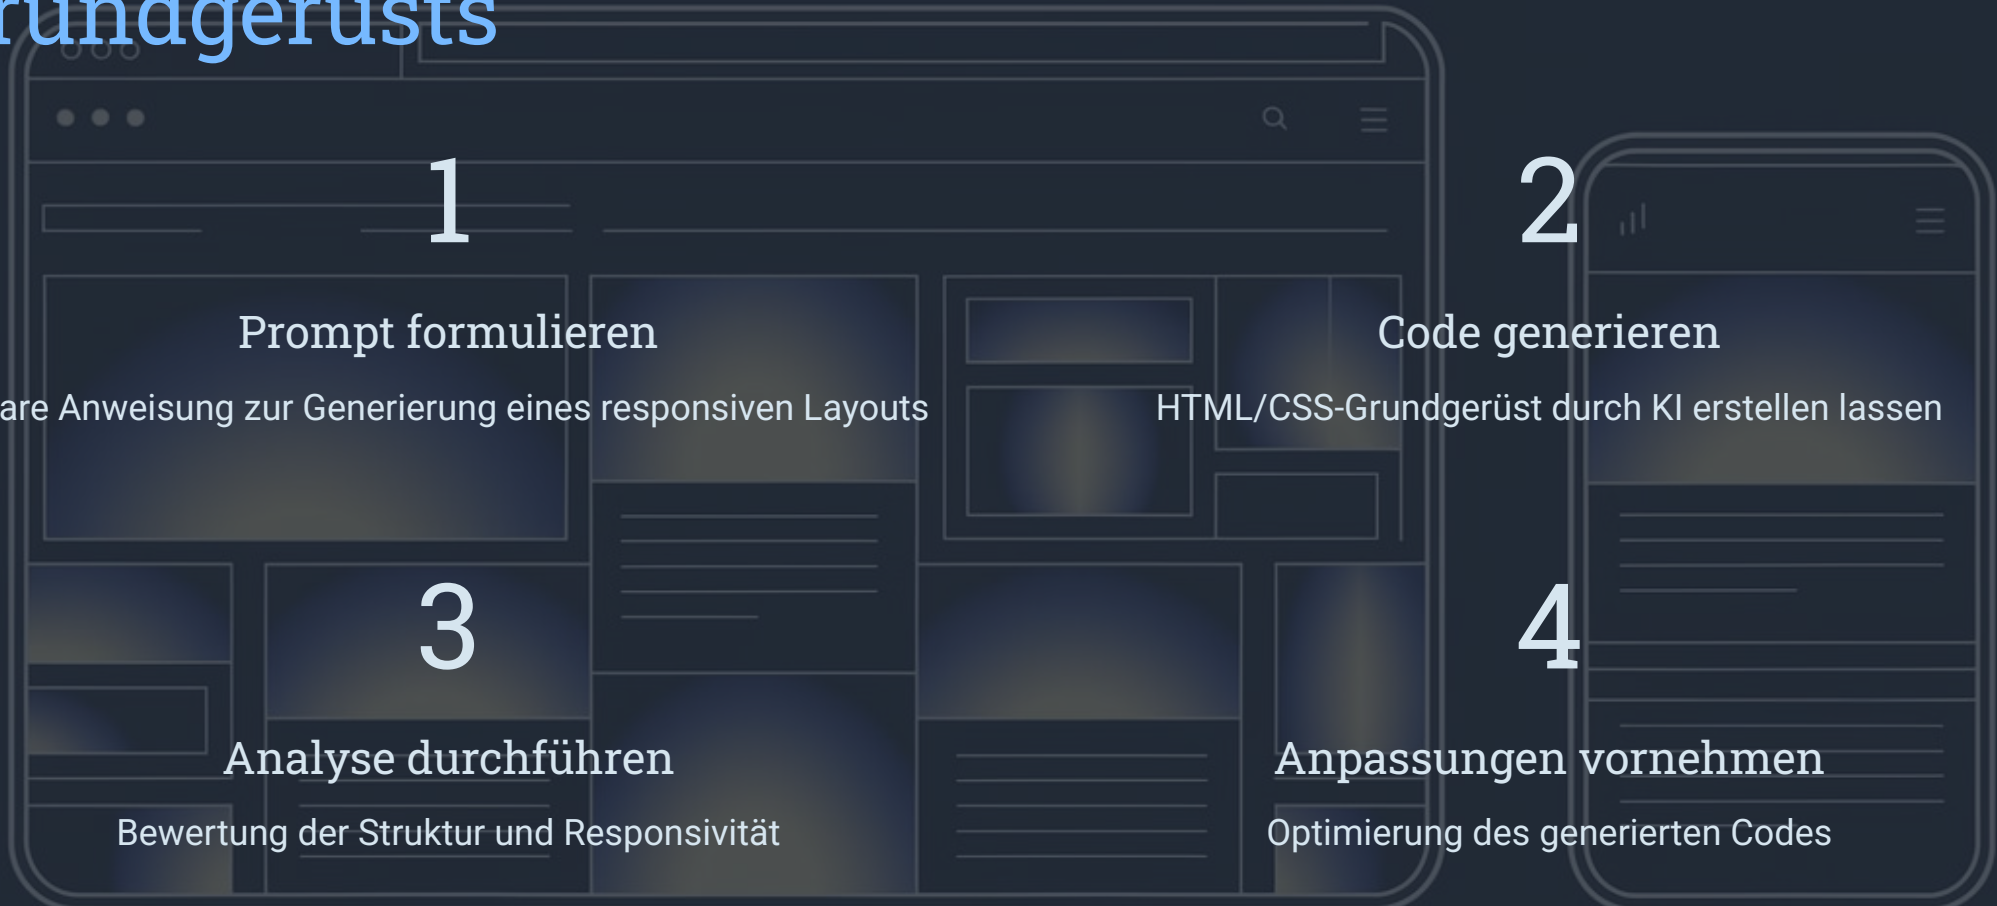 rundgerüsts
1
2
Prompt formulieren
Code generieren
are Anweisung zur Generierung eines responsiven Layouts
HTML/CSS-Grundgerüst durch KI erstellen lassen
3
4
Analyse durchführen
Anpassungen vornehmen
Bewertung der Struktur und Responsivität
Optimierung des generierten Codes